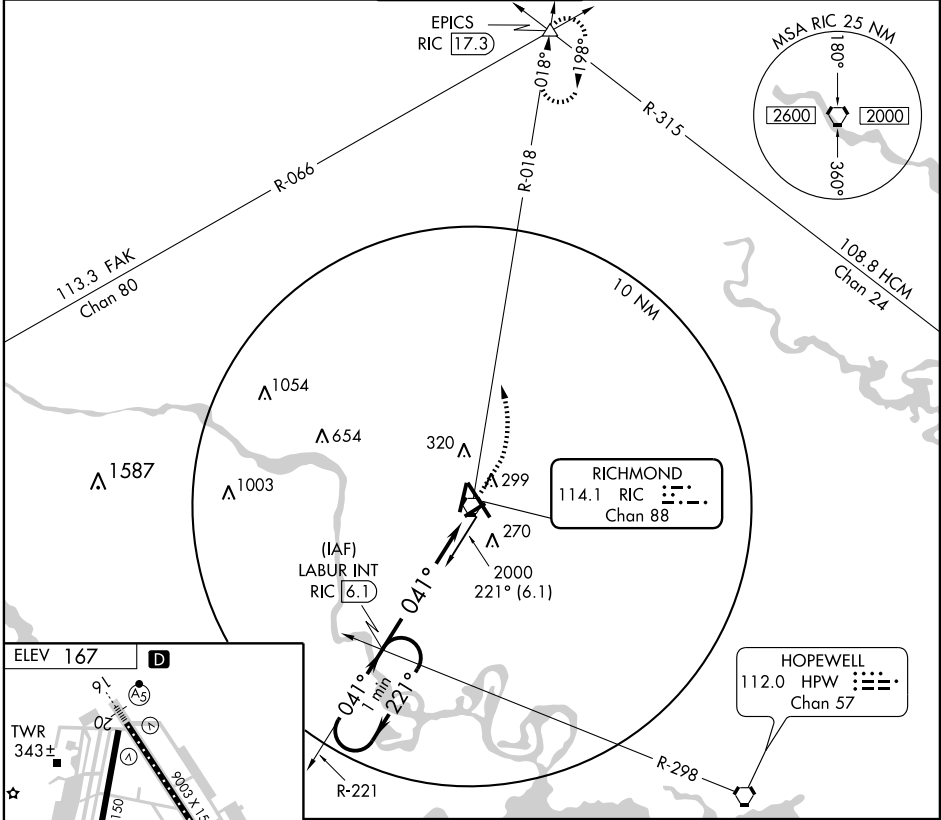 EPICS
RIC 17.3
018°
198°
MSA RIC 25 NM
180°
2600
2000
360°
R-066
R-315
R-018
113.3 FAK
Chan 80
108.8 HCM
Chan 24
10 NM
1054
654
320
1587
1003
299
RICHMOND
114.1 RIC
Chan 88
270
(IAF)
LABUR INT
RIC 6.1
041°
2000
221° (6.1)
041°
1 min
221°
R-221
R-298
HOPEWELL
112.0 HPW
Chan 57
ELEV 167 D
16
A5
20
V
V
TWR
343±
9003 X 15
150